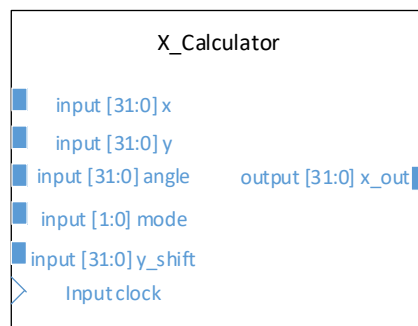 X_Calculator
input [31:0] x
input [31:0] y
input [31:0] angle
output [31:0] x_out
input [1:0] mode
input [31:0] y_shift
Input clock